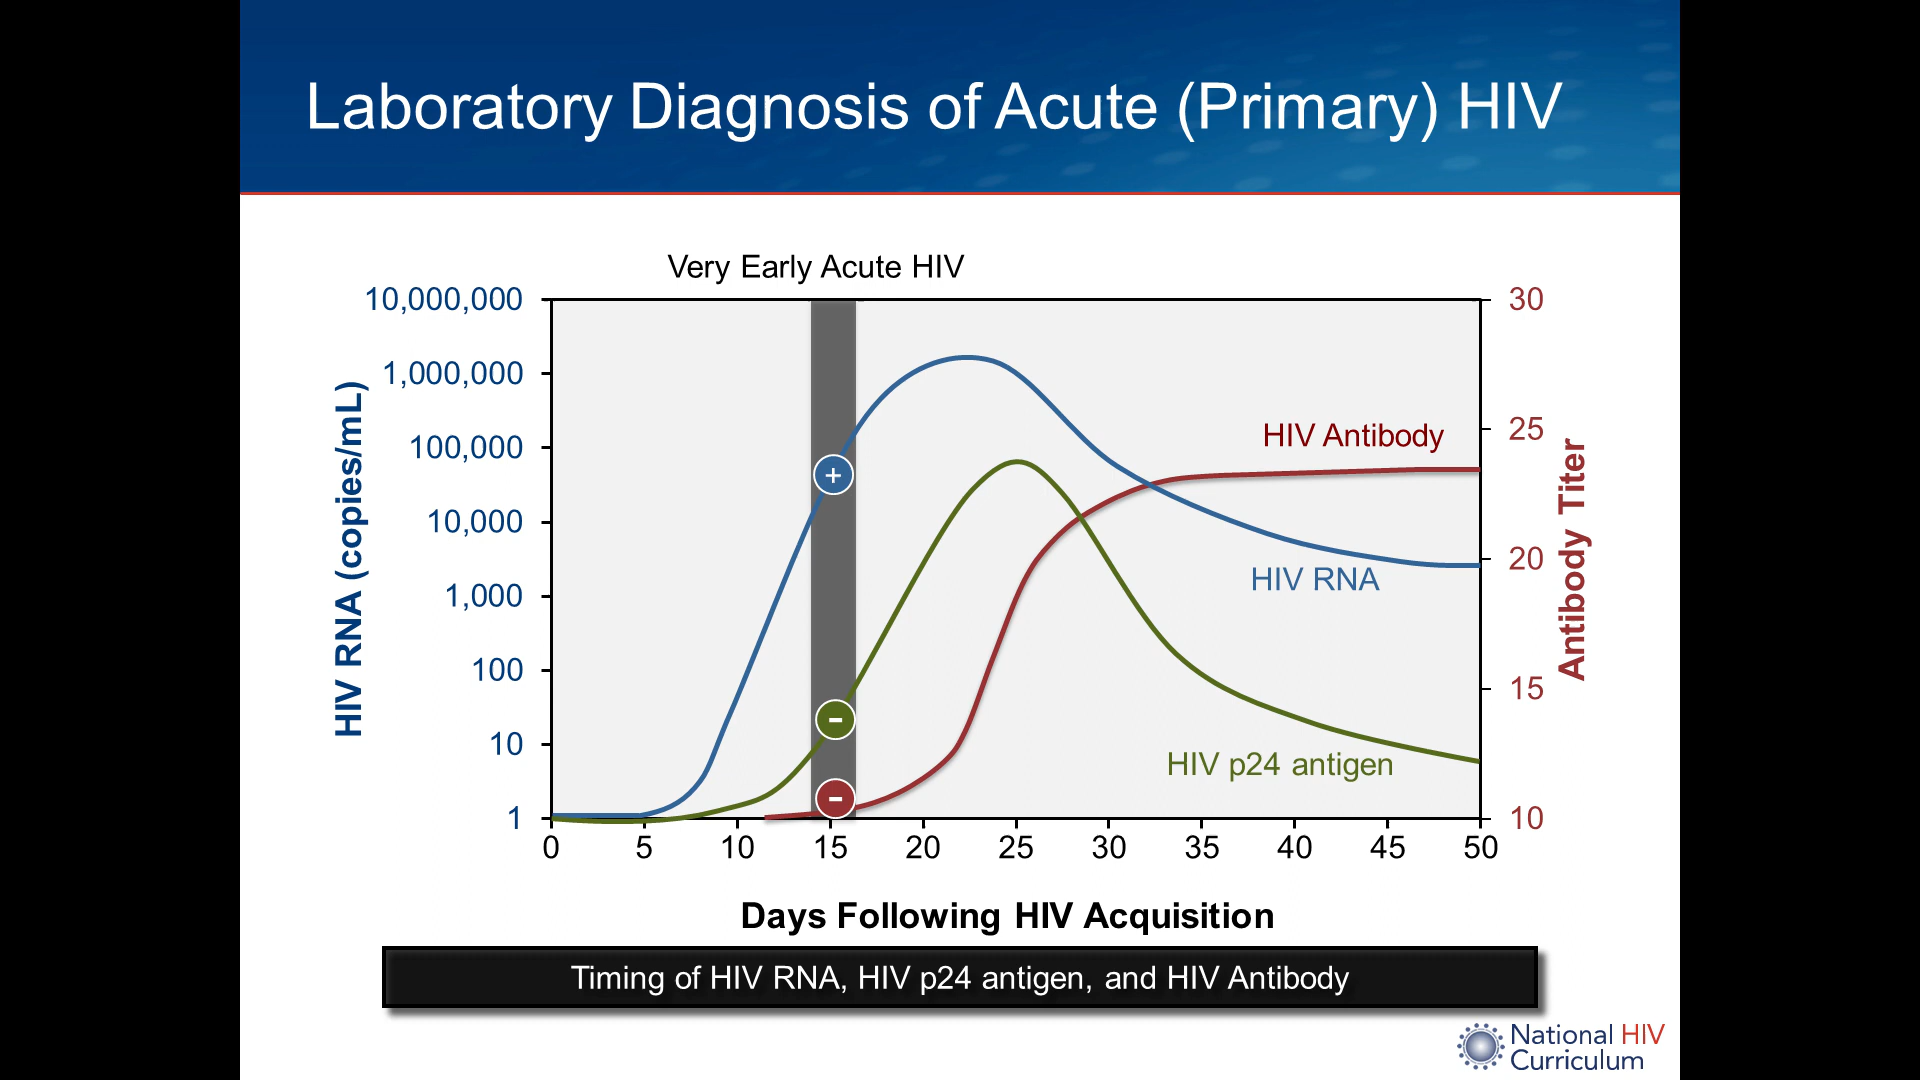 Laboratory Diagnosis of Acute (Primary) HIV
Very Early Acute HIV
10,000,000
1,000,000
100,000
10,000
1,000
100
10
1
HIV RNA (copies/mL)
30
25
20
15
10
Antibody Titer
HIV Antibody
HIV RNA
HIV p24 antigen
+
-
-
0 5 10 15 20 25 30 35 40 45 50
Days Following HIV Acquisition
Timing of HIV RNA, HIV p24 antigen, and HIV Antibody
National HIV
Curriculum